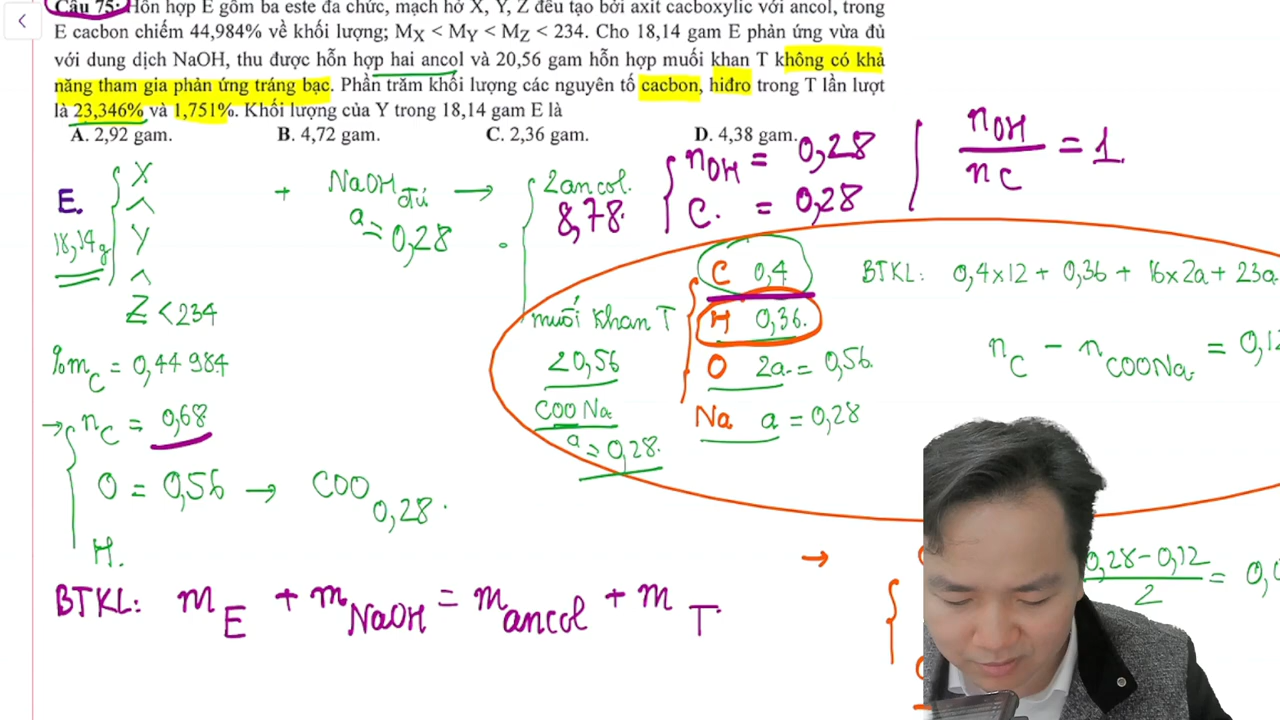 Câu 75: Hỗn hợp E gồm ba este đa chức, mạch hở X, Y, Z đều tạo bởi axit cacboxylic với ancol, trong
E cacbon chiếm 44,984% về khối lượng; MX < MY < MZ < 234. Cho 18,14 gam E phản ứng vừa đủ
với dung dịch NaOH, thu được hỗn hợp hai ancol và 20,56 gam hỗn hợp muối khan T không có khả
năng tham gia phản ứng tráng bạc. Phần trăm khối lượng các nguyên tố cacbon, hiđro trong T lần lượt
là 23,346% và 1,751%. Khối lượng của Y trong 18,14 gam E là
A. 2,92 gam. B. 4,72 gam. C. 2,36 gam. D. 4,38 gam.
nOH = 0,28
C. = 0,28
nOH / nC = 1
E.
18,14g
X
^
Y
^
Z < 234
+ NaOH đủ →
a = 0,28
2 ancol.
8,78.
muối khan T
20,56
COO Na
a = 0,28.
C 0,4
H 0,36.
O 2a = 0,56.
Na a = 0,28
BTKL: 0,4x12 + 0,36 + 16x2a + 23a
nC - nCOONa = 0,12
%mC = 0,44984
→ nC = 0,68
O = 0,56 → COO 0,28.
H.
BTKL: mE + mNaOH = mancol + mT.
→
0,28-0,12 / 2 = 0,0